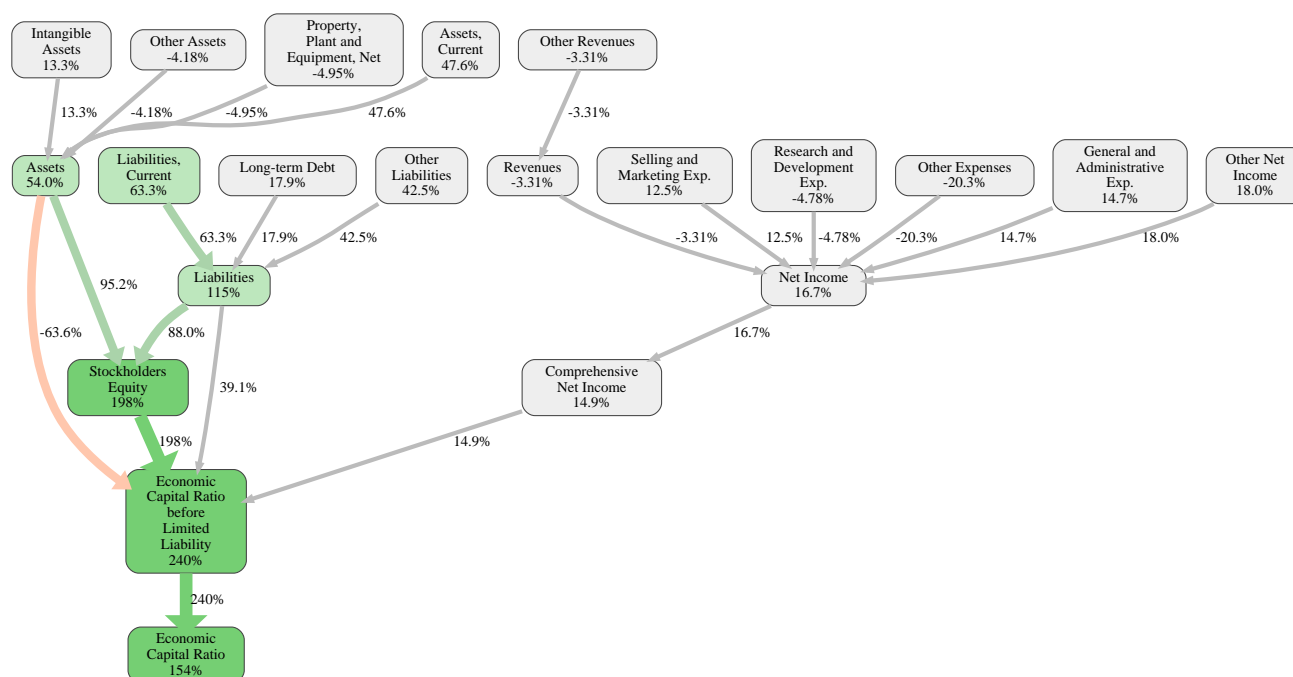 Intangible
Assets
13.3%
Other Assets
-4.18%
Property,
Plant and
Equipment, Net
-4.95%
Assets,
Current
47.6%
Other Revenues
-3.31%
13.3%
-4.18%
-4.95%
47.6%
-3.31%
Assets
54.0%
Liabilities,
Current
63.3%
Long-term Debt
17.9%
Other
Liabilities
42.5%
Revenues
-3.31%
Selling and
Marketing Exp.
12.5%
Research and
Development
Exp.
-4.78%
Other Expenses
-20.3%
General and
Administrative
Exp.
14.7%
Other Net
Income
18.0%
63.3%
17.9%
42.5%
-3.31%
12.5%
-4.78%
-20.3%
14.7%
18.0%
95.2%
Liabilities
115%
Net Income
16.7%
-63.6%
88.0%
16.7%
Stockholders
Equity
198%
39.1%
Comprehensive
Net Income
14.9%
198%
14.9%
Economic
Capital Ratio
before
Limited
Liability
240%
240%
Economic
Capital Ratio
154%